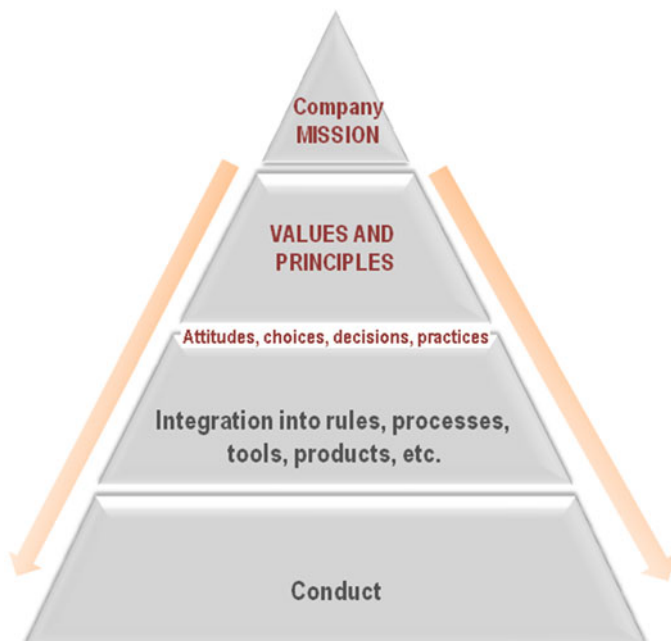 Company
MISSION
VALUES AND
PRINCIPLES
Attitudes, choices, decisions, practices
Integration into rules, processes,
tools, products, etc.
Conduct